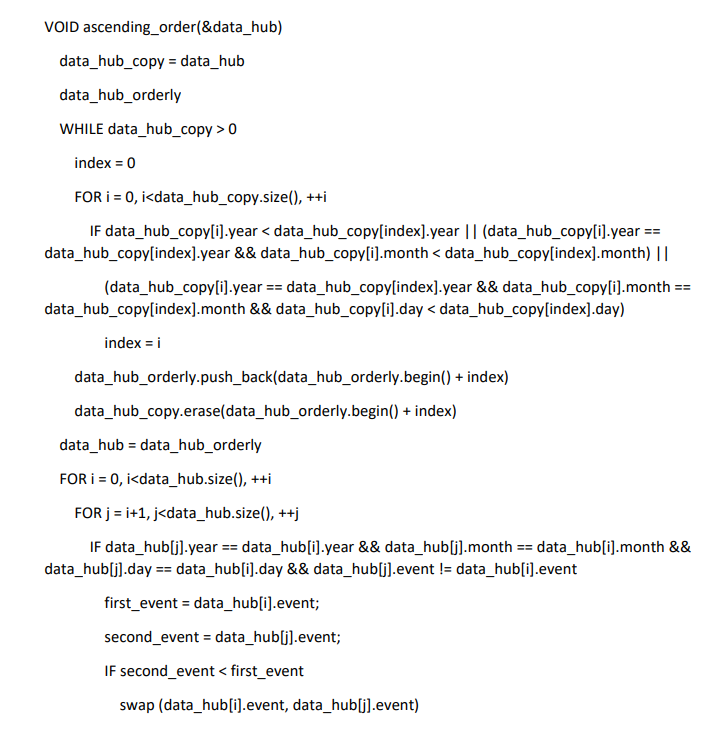 VOID ascending_order(&data_hub)
data_hub_copy = data_hub
data_hub_orderly
WHILE data_hub_copy > 0
index = 0
FOR i = 0, i<data_hub_copy.size(), ++i
IF data_hub_copy[i].year < data_hub_copy[index].year || (data_hub_copy[i].year ==
data_hub_copy[index].year && data_hub_copy[i].month < data_hub_copy[index].month) ||
(data_hub_copy[i].year == data_hub_copy[index].year && data_hub_copy[i].month ==
data_hub_copy[index].month && data_hub_copy[i].day < data_hub_copy[index].day)
index = i
data_hub_orderly.push_back(data_hub_orderly.begin() + index)
data_hub_copy.erase(data_hub_orderly.begin() + index)
data_hub = data_hub_orderly
FOR i = 0, i<data_hub.size(), ++i
FOR j = i+1, j<data_hub.size(), ++j
IF data_hub[j].year == data_hub[i].year && data_hub[j].month == data_hub[i].month &&
data_hub[j].day == data_hub[i].day && data_hub[j].event != data_hub[i].event
first_event = data_hub[i].event;
second_event = data_hub[j].event;
IF second_event < first_event
swap (data_hub[i].event, data_hub[j].event)